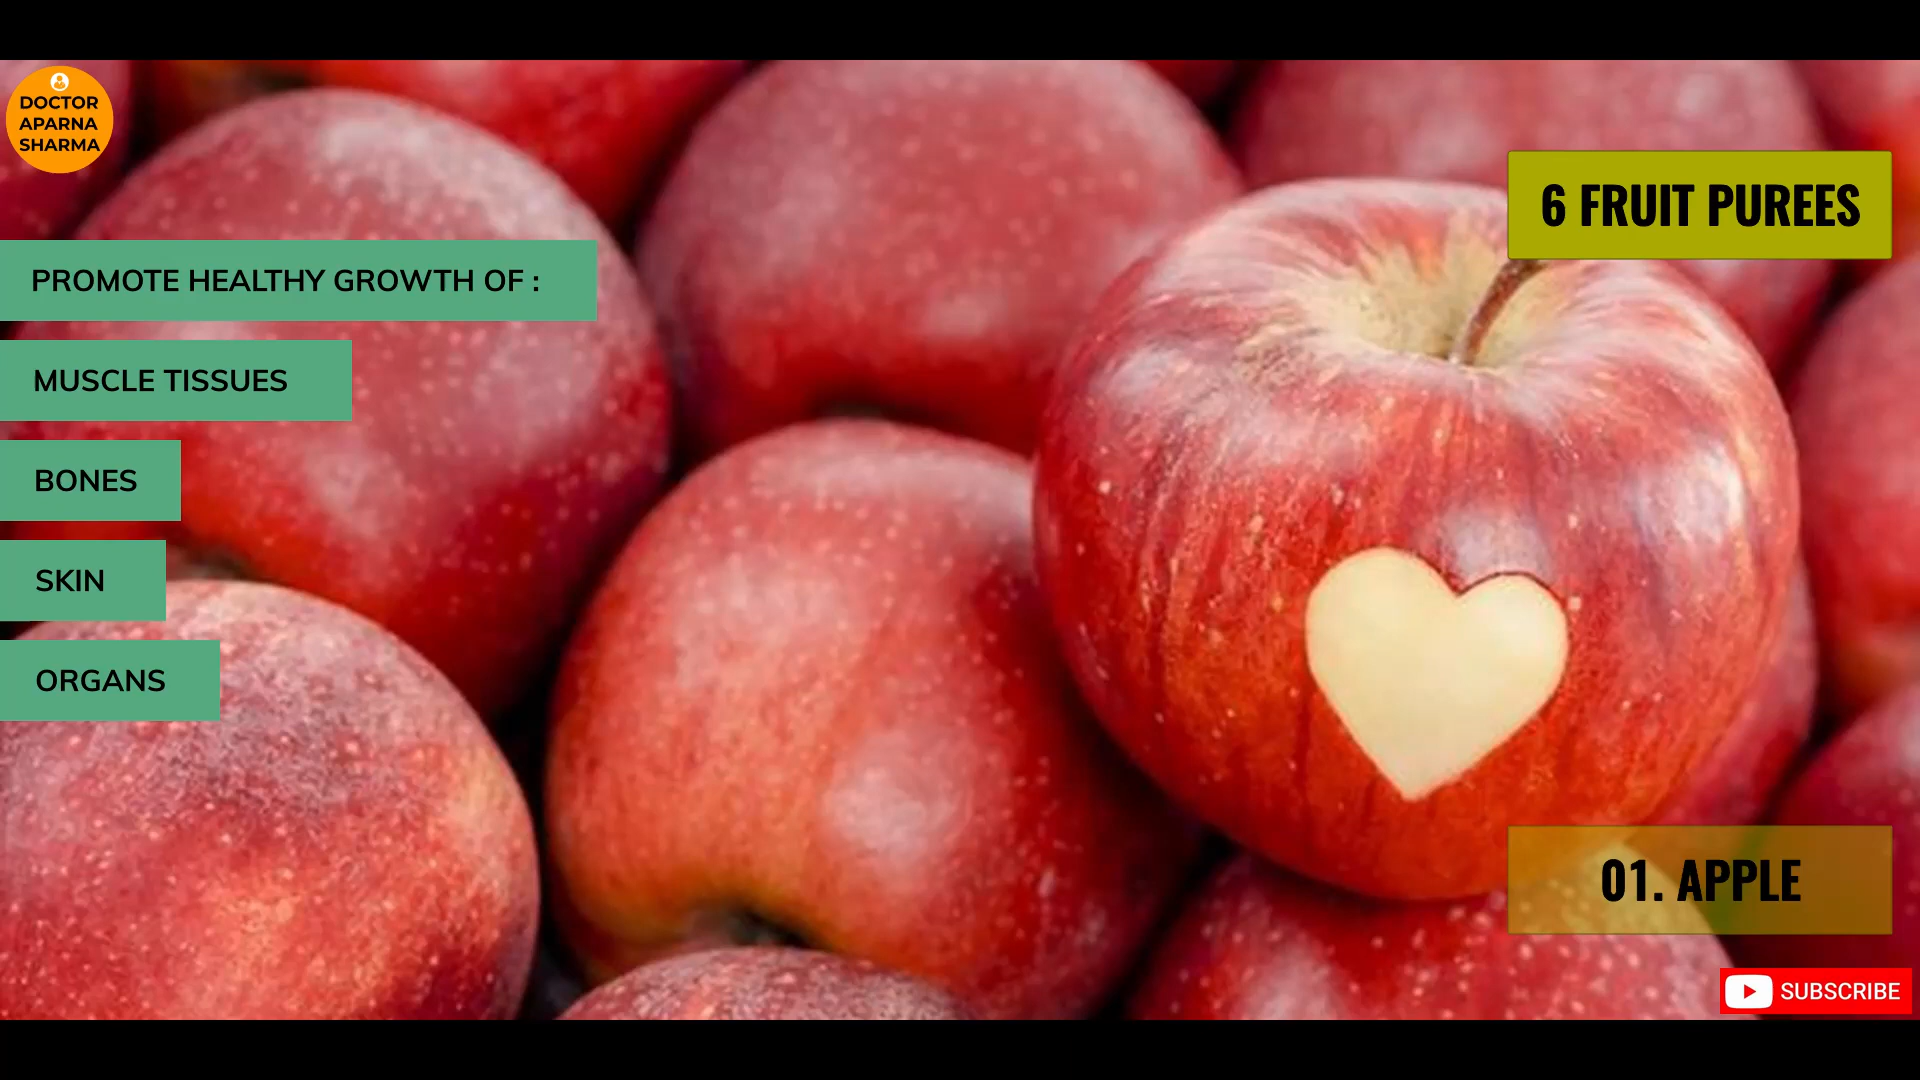 DOCTOR
APARNA
SHARMA
6 FRUIT PUREES
PROMOTE HEALTHY GROWTH OF :
MUSCLE TISSUES
BONES
SKIN
ORGANS
01. APPLE
SUBSCRIBE